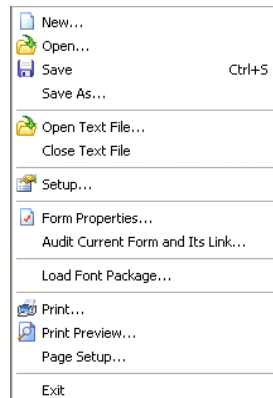 New...
Open...
Save Ctrl+S
Save As...
Open Text File...
Close Text File
Setup...
Form Properties...
Audit Current Form and Its Link...
Load Font Package...
Print...
Print Preview...
Page Setup...
Exit